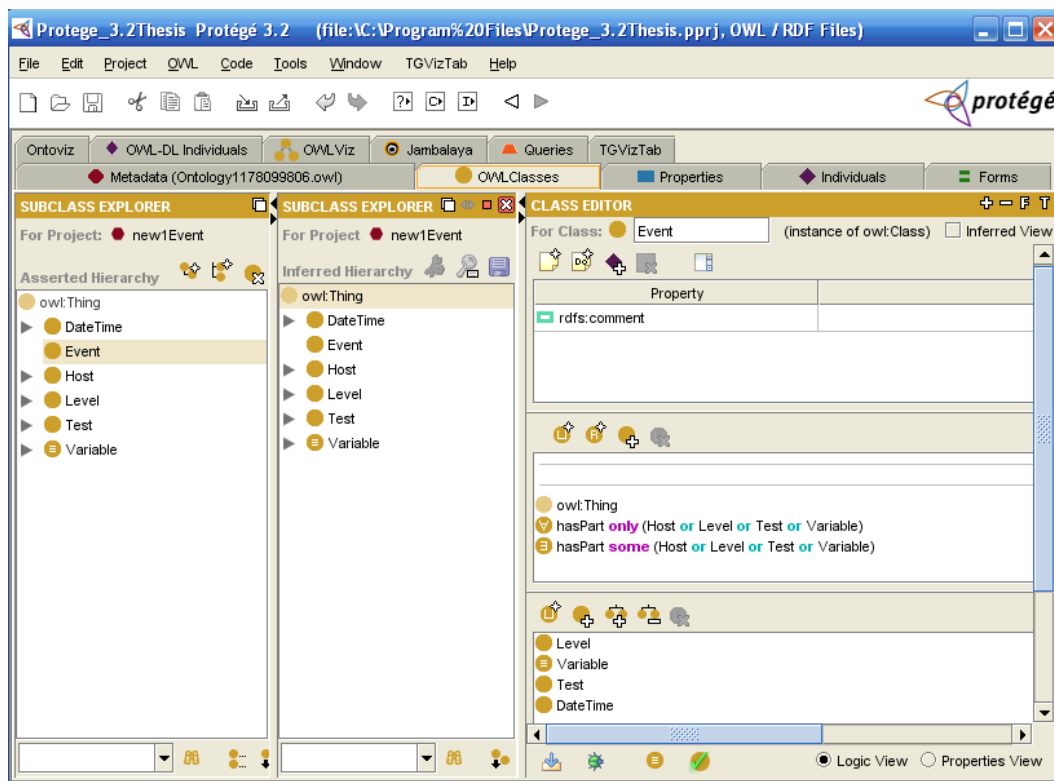 Protege_3.2Thesis Protégé 3.2 (file:\C:\Program%20Files\Protege_3.2Thesis.pprj, OWL / RDF Files)
File Edit Project OWL Code Tools Window TGVizTab Help
protégé
Ontoviz OWL-DL Individuals OWLViz Jambalaya Queries TGVizTab
Metadata (Ontology1178099806.owl) OWLClasses Properties Individuals Forms
SUBCLASS EXPLORER
For Project: new1Event
Asserted Hierarchy
owl:Thing
DateTime
Event
Host
Level
Test
Variable
SUBCLASS EXPLORER
For Project new1Event
Inferred Hierarchy
owl:Thing
DateTime
Event
Host
Level
Test
Variable
CLASS EDITOR F T
For Class: Event (instance of owl:Class) Inferred View
Property
rdfs:comment
owl:Thing
hasPart only (Host or Level or Test or Variable)
hasPart some (Host or Level or Test or Variable)
Level
Variable
Test
DateTime
Logic View Properties View